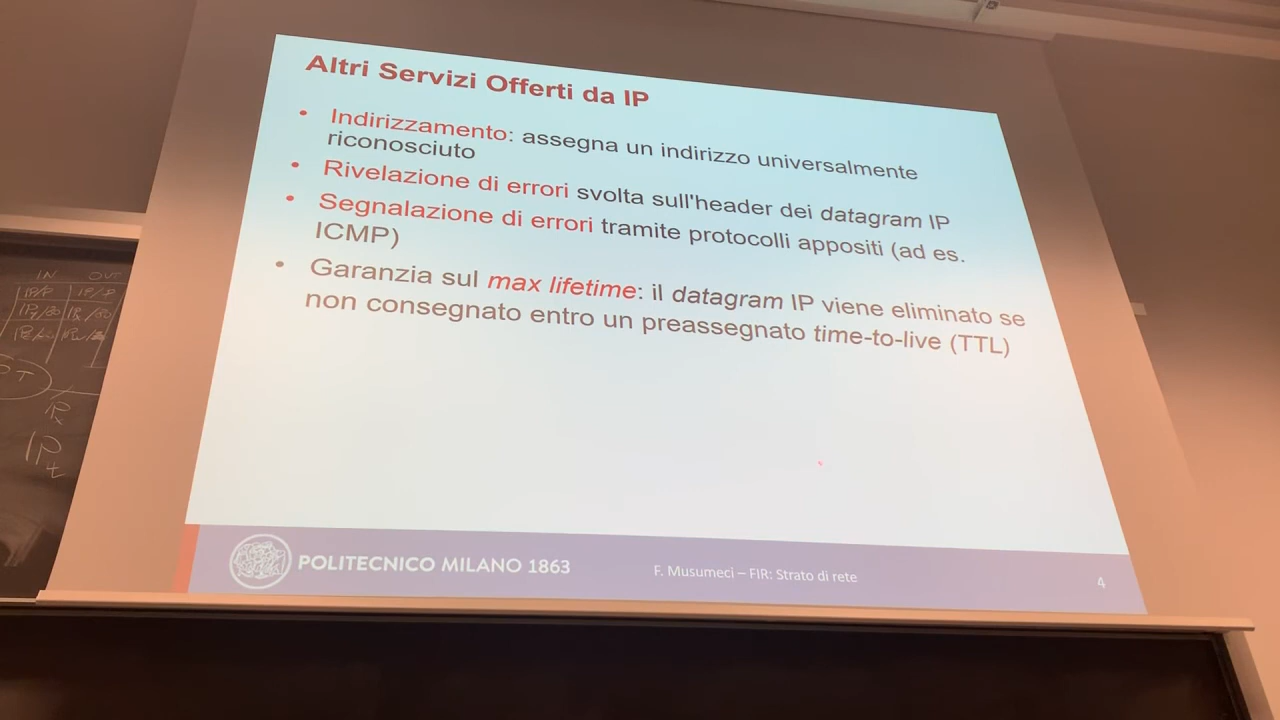 Altri Servizi Offerti da IP
• Indirizzamento: assegna un indirizzo universalmente
riconosciuto
• Rivelazione di errori svolta sull'header dei datagram IP
• Segnalazione di errori tramite protocolli appositi (ad es.
ICMP)
• Garanzia sul max lifetime: il datagram IP viene eliminato se
non consegnato entro un preassegnato time-to-live (TTL)
POLITECNICO MILANO 1863
F. Musumeci – FIR: Strato di rete
4
IN OUT
IP